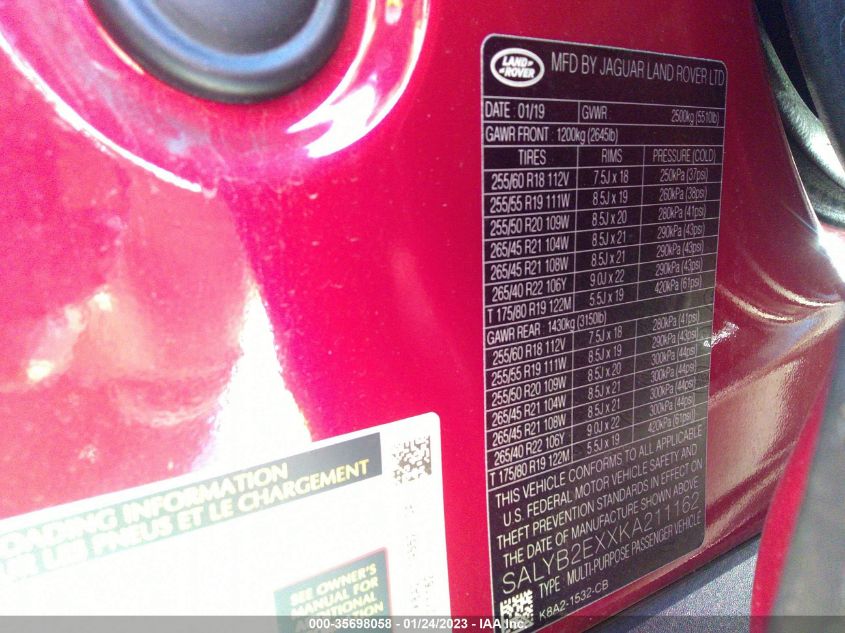 LAND ROVER
MFD BY JAGUAR LAND ROVER LTD
DATE : 01/19 GVWR : 2500kg (5510lb)
GAWR FRONT : 1200kg (2645lb)
TIRES RIMS PRESSURE (COLD)
255/60 R18 112V 7.5J x 18 250kPa (37psi)
255/55 R19 111W 8.5J x 19 260kPa (38psi)
255/50 R20 109W 8.5J x 20 280kPa (41psi)
265/45 R21 104W 8.5J x 21 290kPa (43psi)
265/45 R21 108W 8.5J x 21 290kPa (43psi)
265/40 R22 106Y 9.0J x 22 290kPa (43psi)
T 175/80 R19 122M 5.5J x 19 420kPa (61psi)
GAWR REAR : 1430kg (3150lb)
255/60 R18 112V 7.5J x 18 280kPa (41psi)
255/55 R19 111W 8.5J x 19 290kPa (43psi)
255/50 R20 109W 8.5J x 20 300kPa (44psi)
265/45 R21 104W 8.5J x 21 300kPa (44psi)
265/45 R21 108W 8.5J x 21 300kPa (44psi)
265/40 R22 106Y 9.0J x 22 300kPa (44psi)
T 175/80 R19 122M 5.5J x 19 420kPa (61psi)
THIS VEHICLE CONFORMS TO ALL APPLICABLE
U.S. FEDERAL MOTOR VEHICLE SAFETY AND
THEFT PREVENTION STANDARDS IN EFFECT ON
THE DATE OF MANUFACTURE SHOWN ABOVE
SALYB2EXXKA211162
TYPE : MULTI-PURPOSE PASSENGER VEHICLE
K8A2-1532-CB
LOADING INFORMATION
SUR LES PNEUS ET LE CHARGEMENT
SEE OWNER'S
MANUAL FOR
ADDITIONAL
INFORMATION
000-35698058 - 01/24/2023 - IAA Inc.